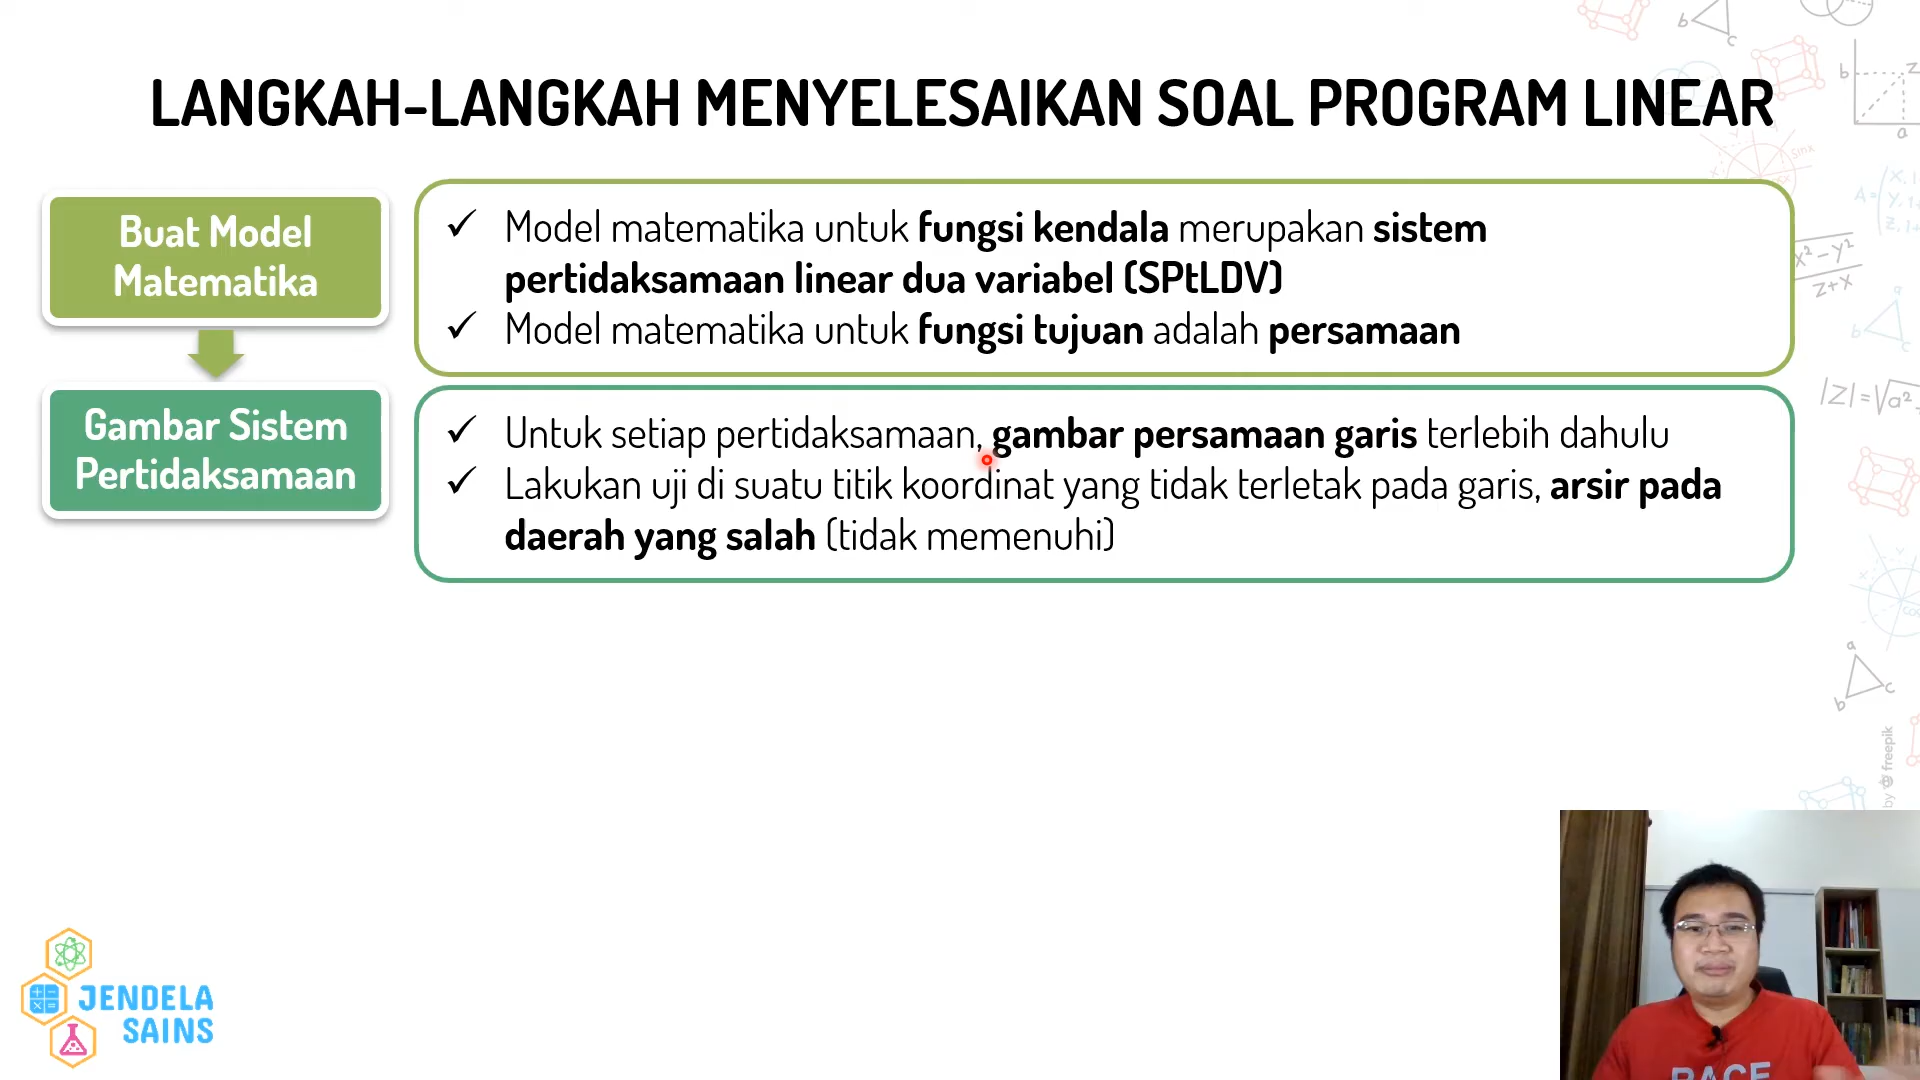 LANGKAH-LANGKAH MENYELESAIKAN SOAL PROGRAM LINEAR
Buat Model
Matematika
✓ Model matematika untuk fungsi kendala merupakan sistem
pertidaksamaan linear dua variabel (SPtLDV)
✓ Model matematika untuk fungsi tujuan adalah persamaan
Gambar Sistem
Pertidaksamaan
✓ Untuk setiap pertidaksamaan, gambar persamaan garis terlebih dahulu
✓ Lakukan uji di suatu titik koordinat yang tidak terletak pada garis, arsir pada
daerah yang salah (tidak memenuhi)
JENDELA
SAINS
by freepik
RACE